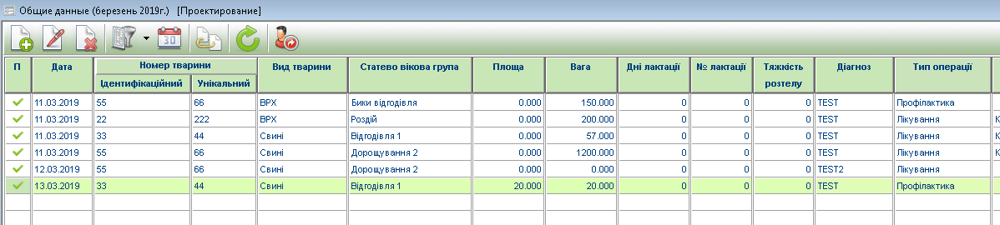 Общие данные (березень 2019г.) [Проектирование]
30
П Дата Номер тварини Вид тварини Статево вікова група Площа Вага Дні лактації № лактації Тяжкість розтелу Діагноз Тип операції
Ідентифікаційний Унікальний
11.03.2019 55 66 ВРХ Бики відгодівля 0.000 150.000 0 0 0 TEST Профілактика
11.03.2019 22 222 ВРХ Роздій 0.000 200.000 0 0 0 TEST Лікування К
11.03.2019 33 44 Свині Відгодівля 1 0.000 57.000 0 0 0 TEST Лікування К
11.03.2019 55 66 Свині Дорощування 2 0.000 1200.000 0 0 0 TEST Лікування К
12.03.2019 55 66 Свині Дорощування 2 0.000 0.000 0 0 0 TEST2 Лікування
13.03.2019 33 44 Свині Відгодівля 1 20.000 20.000 0 0 0 TEST Профілактика